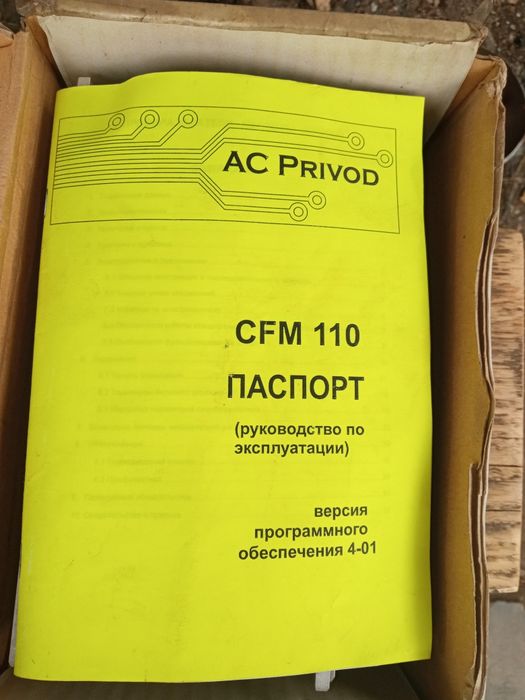 AC PRIVOD
CFM 110
ПАСПОРТ
(руководство по
эксплуатации)
версия
программного
обеспечения 4-01